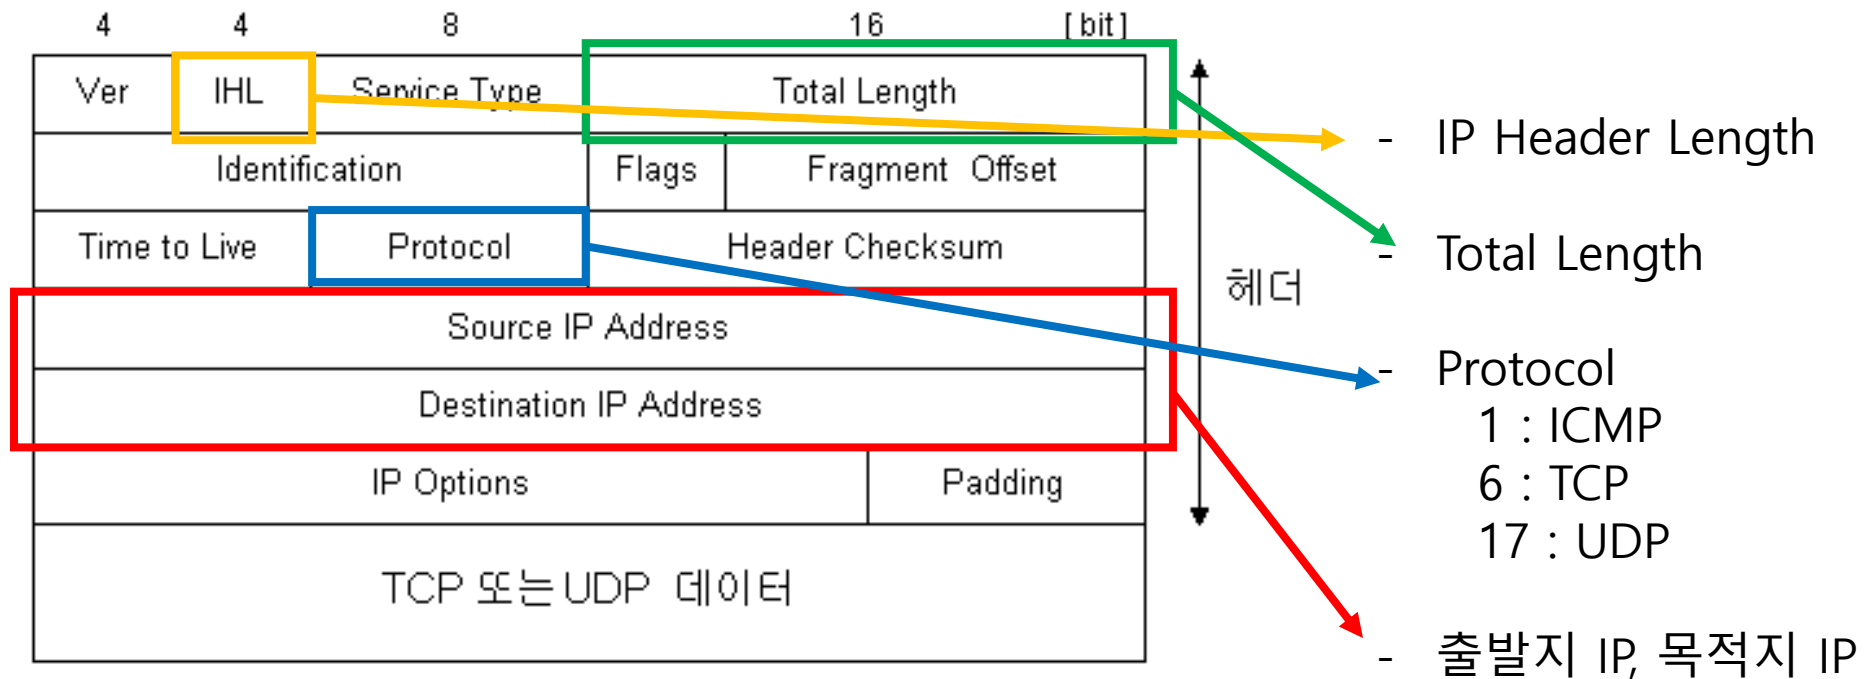 4 4 8 16 [bit]
Ver IHL Service Type Total Length
Identification Flags Fragment Offset
Time to Live Protocol Header Checksum
Source IP Address
Destination IP Address
IP Options Padding
TCP 또는 UDP 데이터
헤더
- IP Header Length
- Total Length
- Protocol
1 : ICMP
6 : TCP
17 : UDP
- 출발지 IP, 목적지 IP